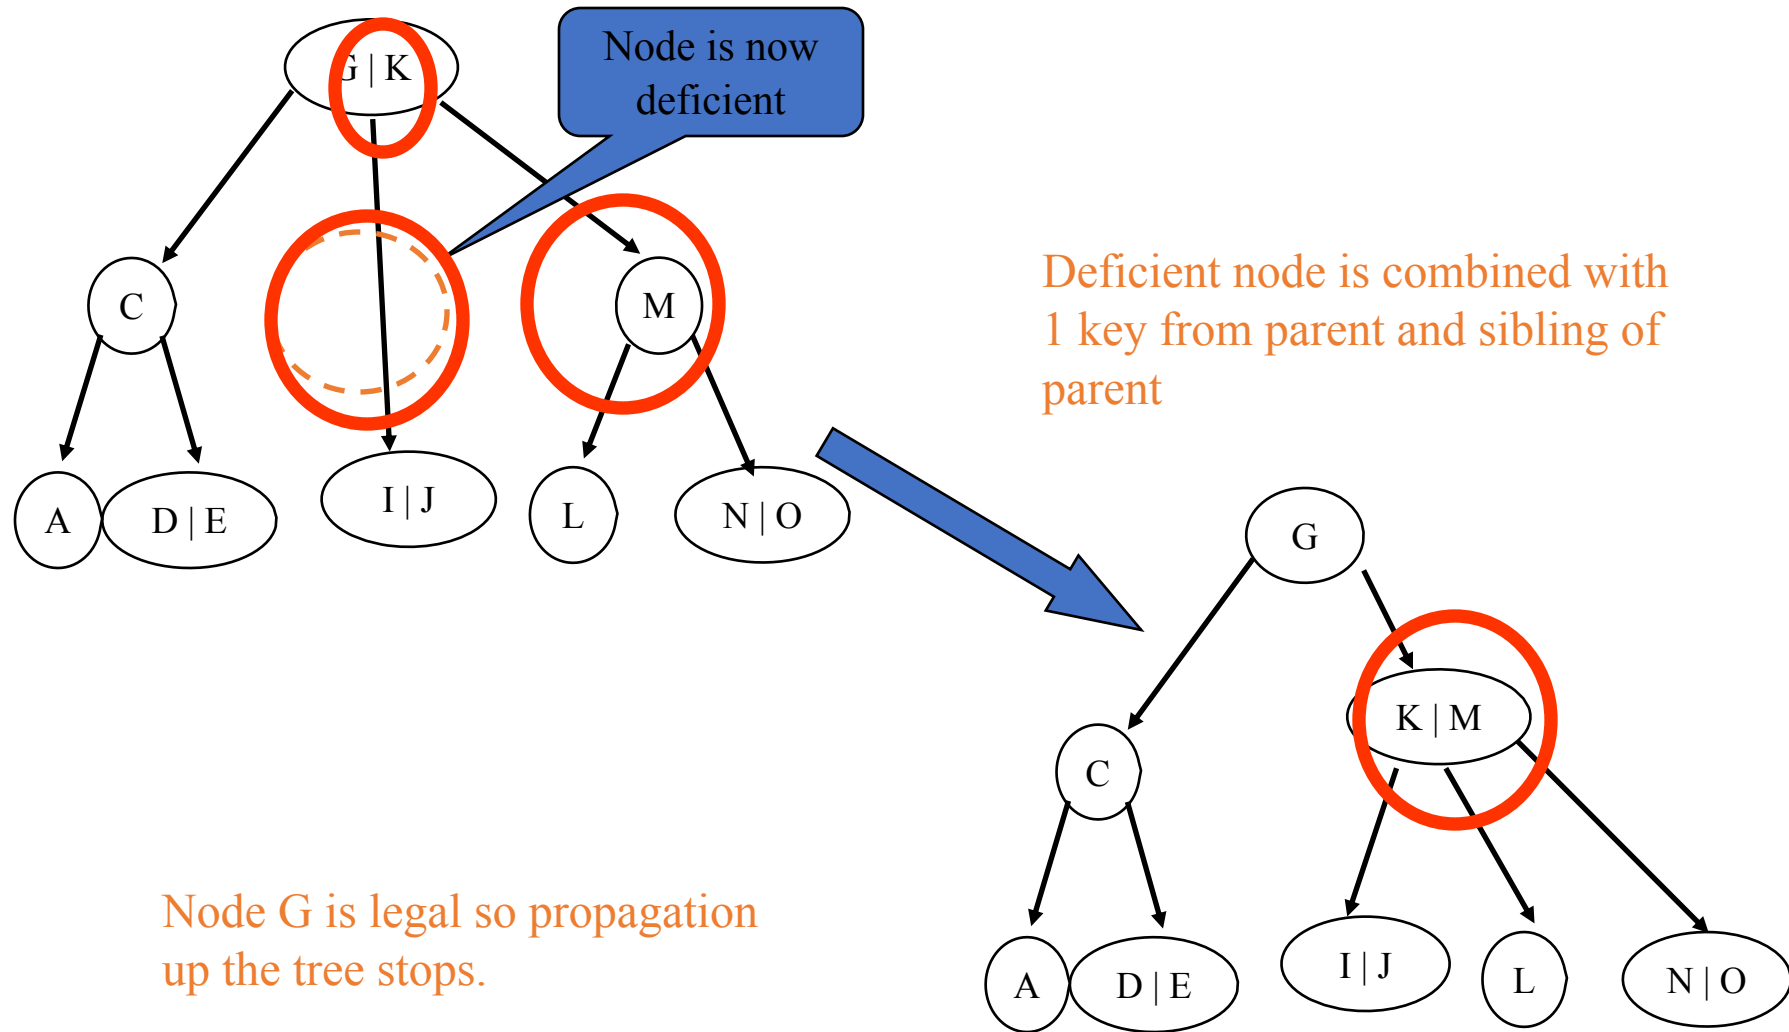 G | K
Node is now
deficient
C
M
A
D | E
I | J
L
N | O
Deficient node is combined with
1 key from parent and sibling of
parent
G
K | M
C
A
D | E
I | J
L
N | O
Node G is legal so propagation
up the tree stops.